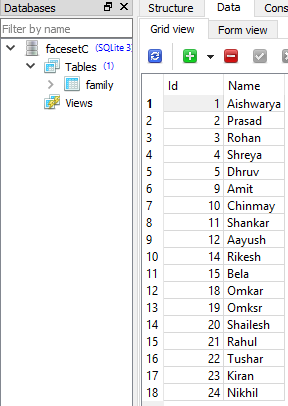 Databases
Filter by name
facesetC (SQLite 3
Tables (1)
family
Views
Structure Data Cons
Grid view Form view
Id Name
1 1 Aishwarya
2 2 Prasad
3 3 Rohan
4 4 Shreya
5 5 Dhruv
6 9 Amit
7 10 Chinmay
8 11 Shankar
9 12 Aayush
10 14 Rikesh
11 15 Bela
12 18 Omkar
13 19 Omksr
14 20 Shailesh
15 21 Rahul
16 22 Tushar
17 23 Kiran
18 24 Nikhil